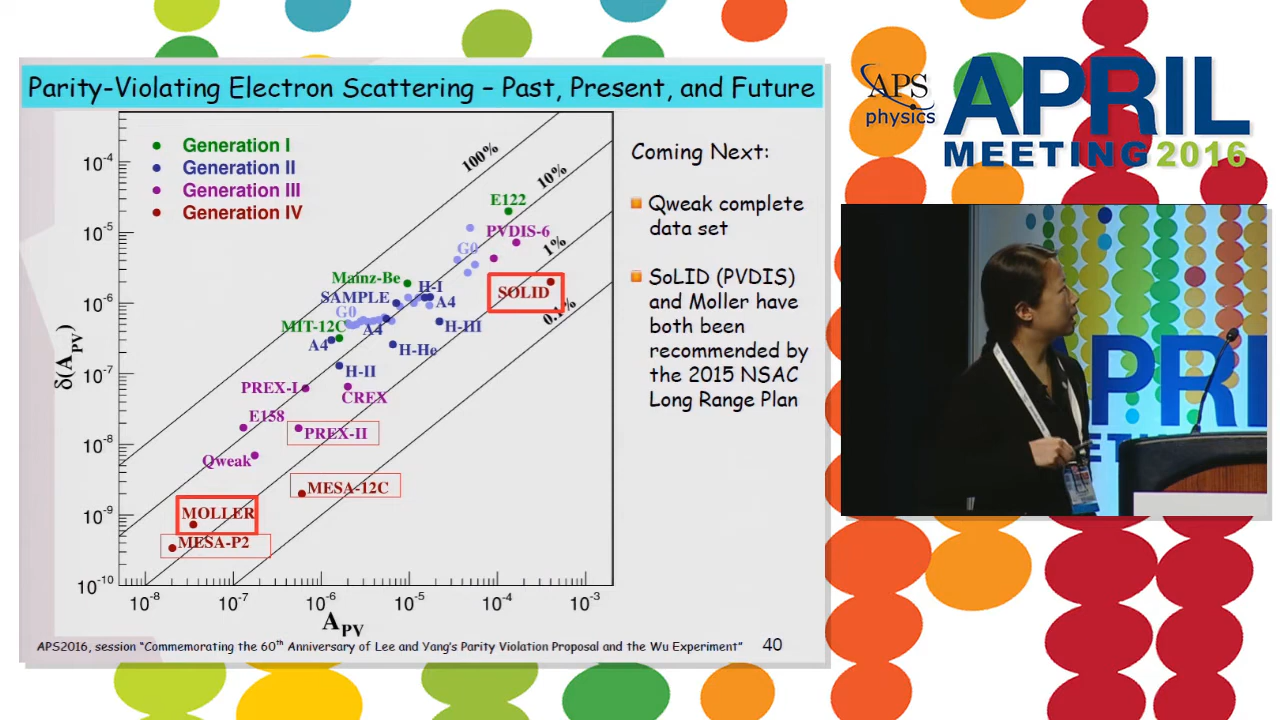 Parity-Violating Electron Scattering – Past, Present, and Future
Generation I
Generation II
Generation III
Generation IV
100%
10%
1%
0.1%
10⁻⁴
10⁻⁵
10⁻⁶
10⁻⁷
10⁻⁸
10⁻⁹
10⁻¹⁰
δ(A_PV)
E122
PVDIS-6
G0
Mainz-Be
H-I
SAMPLE
A4
SOLID
G0
MIT-12C
A4
H-III
A4
H-He
H-II
PREX-I
CREX
E158
PREX-II
Qweak
MESA-12C
MOLLER
MESA-P2
10⁻⁸
10⁻⁷
10⁻⁶
10⁻⁵
10⁻⁴
10⁻³
A_PV
Coming Next:
Qweak complete
data set
SoLID (PVDIS)
and Moller have
both been
recommended by
the 2015 NSAC
Long Range Plan
APS2016, session “Commemorating the 60th Anniversary of Lee and Yang’s Parity Violation Proposal and the Wu Experiment” 40
APS
physics
APRIL
MEETING 2016
PRI